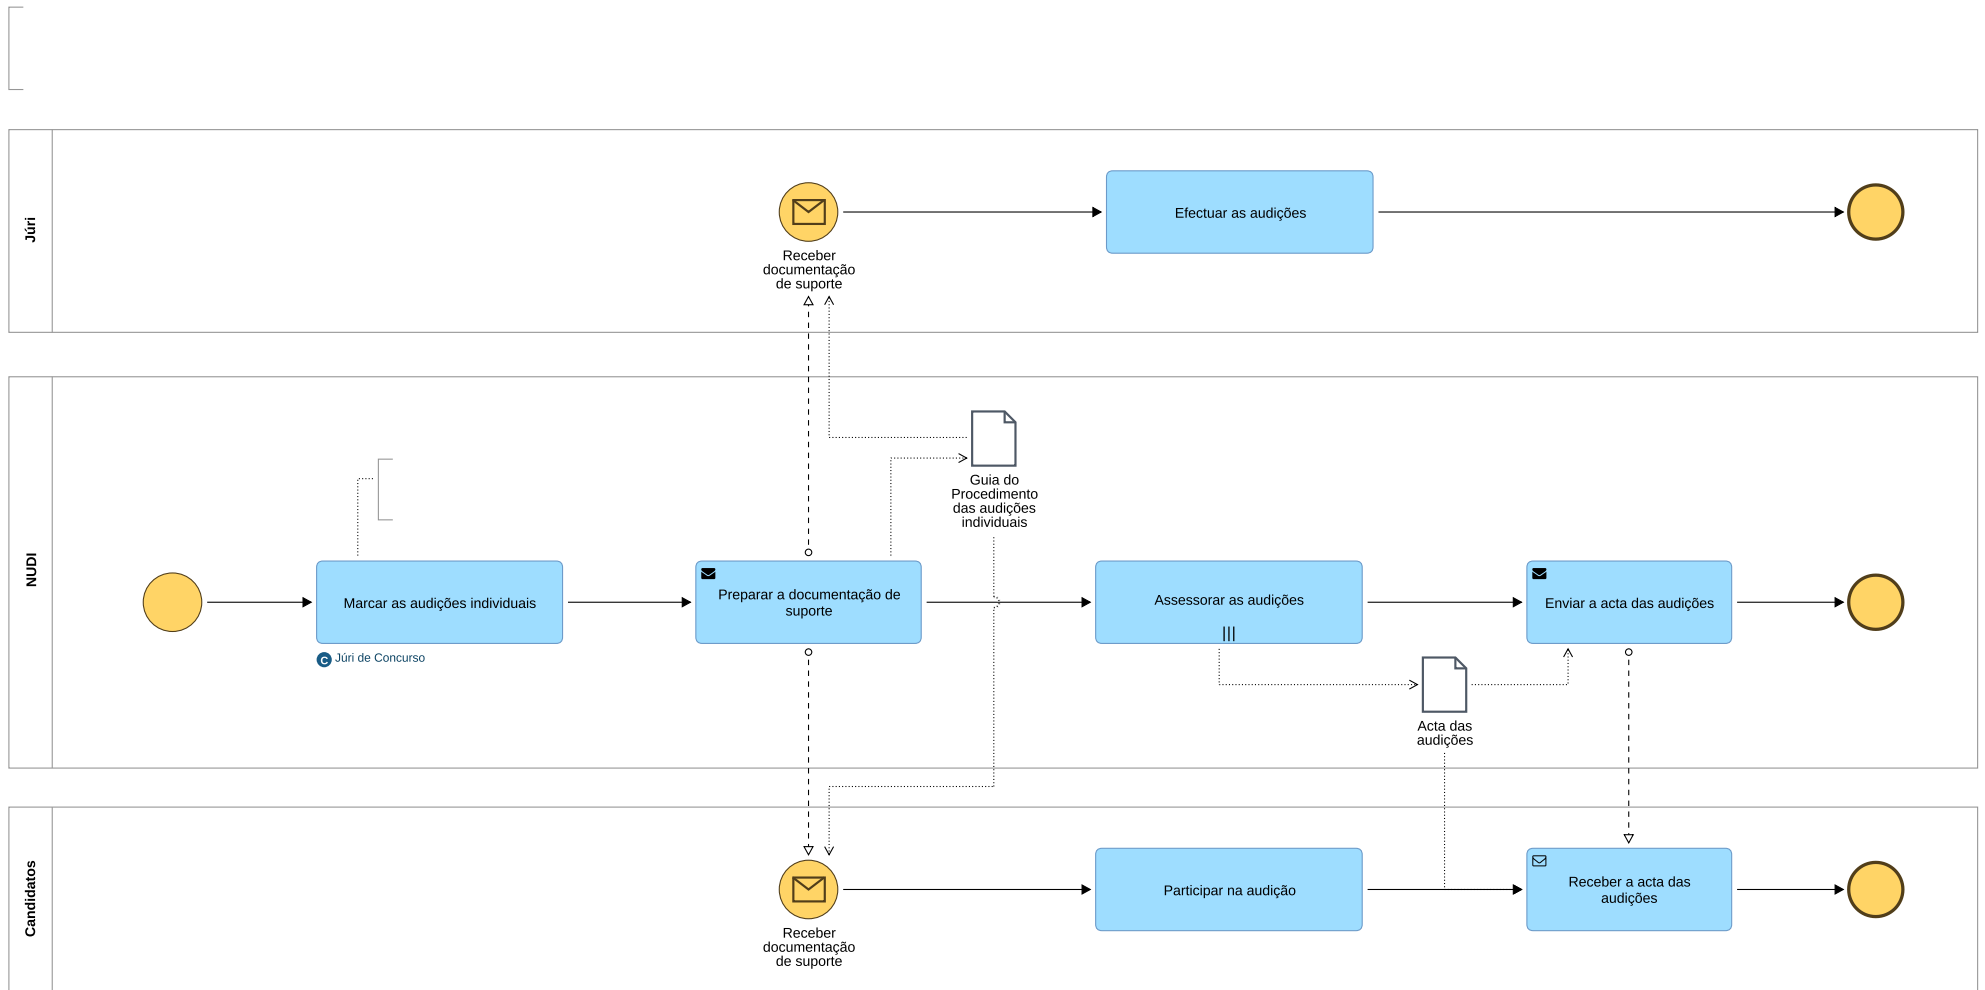 Júri
Efectuar as audições
Receber
documentação
de suporte
NUDI
Guia do
Procedimento
das audições
individuais
Marcar as audições individuais
Preparar a documentação de
suporte
Assessorar as audições
Enviar a acta das audições
C Júri de Concurso
Acta das
audições
Candidatos
Participar na audição
Receber a acta das
audições
Receber
documentação
de suporte